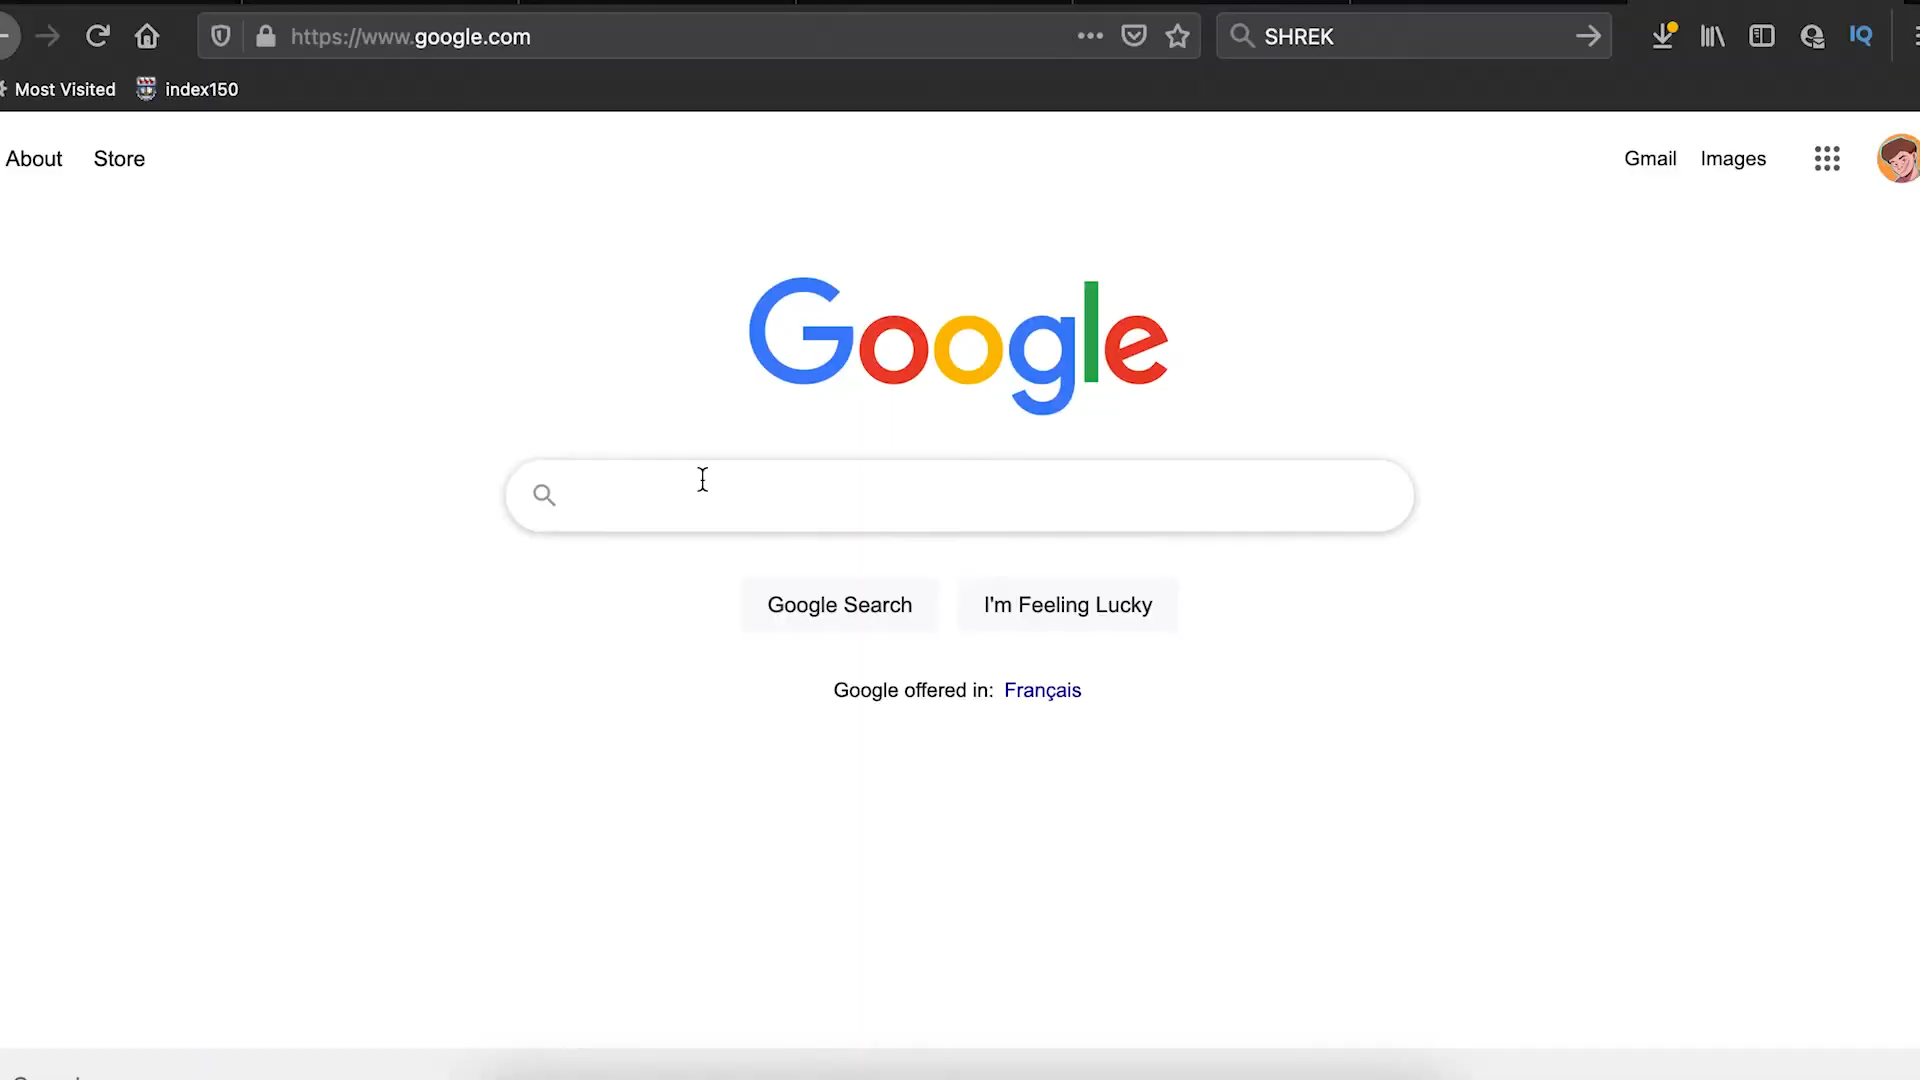 https://www.google.com
SHREK
IQ
Most Visited
index150
About
Store
Gmail
Images
Google
Google Search
I'm Feeling Lucky
Google offered in: Français